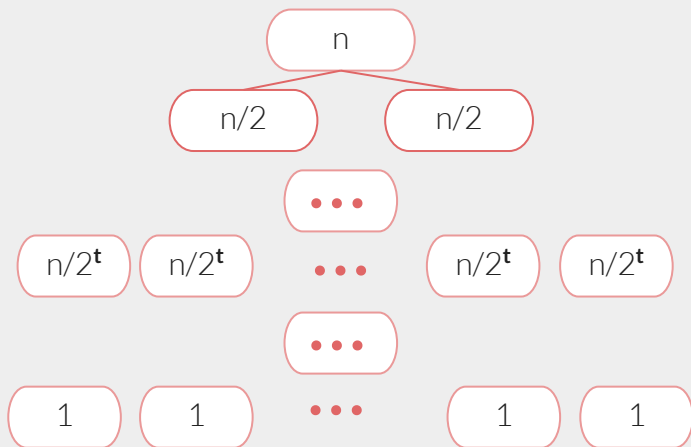 n
n/2 n/2
•••
n/2ᵗ n/2ᵗ ••• n/2ᵗ n/2ᵗ
•••
1 1 ••• 1 1